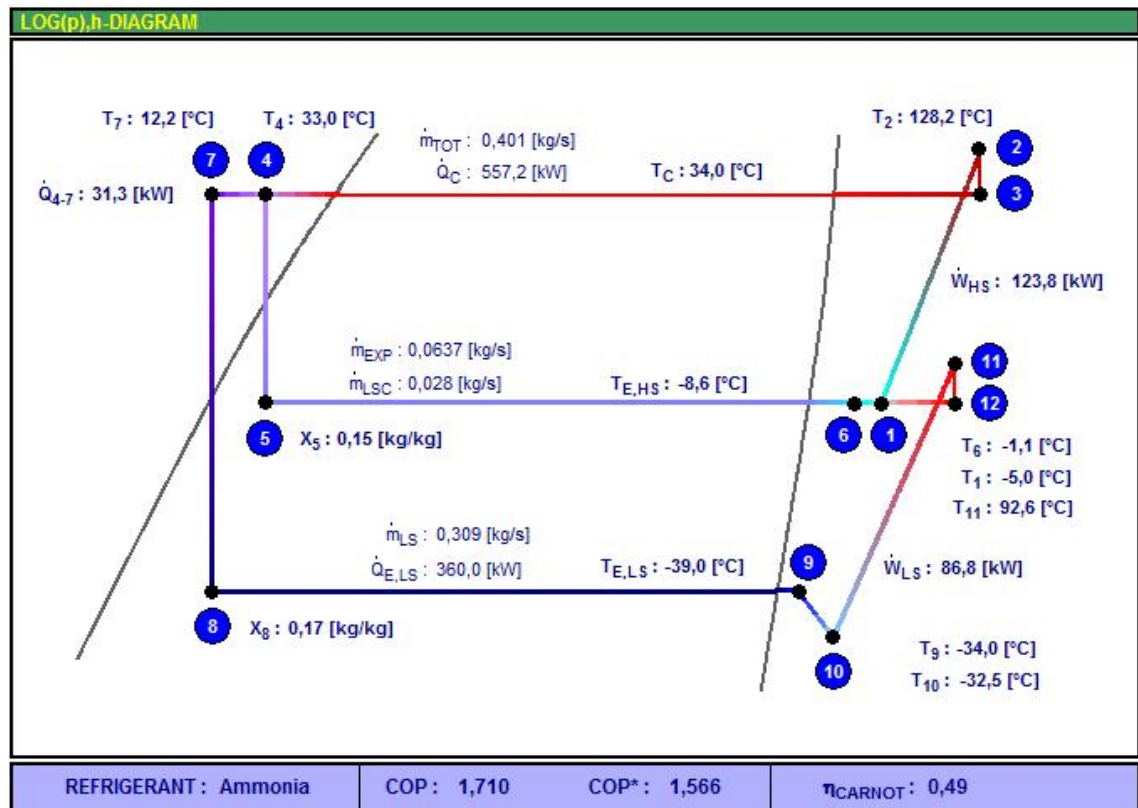 LOG(p),h-DIAGRAM
T7 : 12,2 [°C]
T4 : 33,0 [°C]
ṁTOT : 0,401 [kg/s]
Q̇C : 557,2 [kW]
TC : 34,0 [°C]
T2 : 128,2 [°C]
7
4
2
3
Q̇4-7 : 31,3 [kW]
ẆHS : 123,8 [kW]
ṁEXP : 0,0637 [kg/s]
ṁLSC : 0,028 [kg/s]
TE,HS : -8,6 [°C]
11
12
5
X5 : 0,15 [kg/kg]
6
1
T6 : -1,1 [°C]
T1 : -5,0 [°C]
T11 : 92,6 [°C]
ṁLS : 0,309 [kg/s]
Q̇E,LS : 360,0 [kW]
TE,LS : -39,0 [°C]
9
ẆLS : 86,8 [kW]
8
X8 : 0,17 [kg/kg]
10
T9 : -34,0 [°C]
T10 : -32,5 [°C]
REFRIGERANT : Ammonia
COP : 1,710
COP* : 1,566
ηCARNOT : 0,49